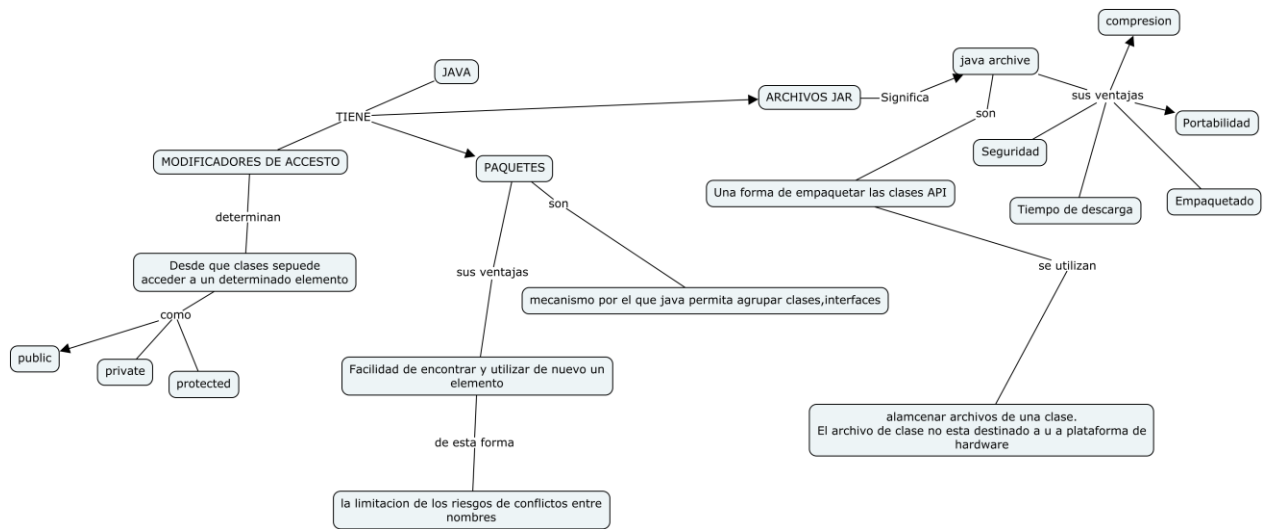 compresion
java archive
JAVA
ARCHIVOS JAR
Significa
sus ventajas
TIENE
son
Portabilidad
Seguridad
MODIFICADORES DE ACCESTO
PAQUETES
Una forma de empaquetar las clases API
Tiempo de descarga
Empaquetado
determinan
son
Desde que clases sepuede
acceder a un determinado elemento
sus ventajas
se utilizan
mecanismo por el que java permita agrupar clases,interfaces
como
public
private
protected
Facilidad de encontrar y utilizar de nuevo un
elemento
alamcenar archivos de una clase.
El archivo de clase no esta destinado a u a plataforma de
hardware
de esta forma
la limitacion de los riesgos de conflictos entre
nombres